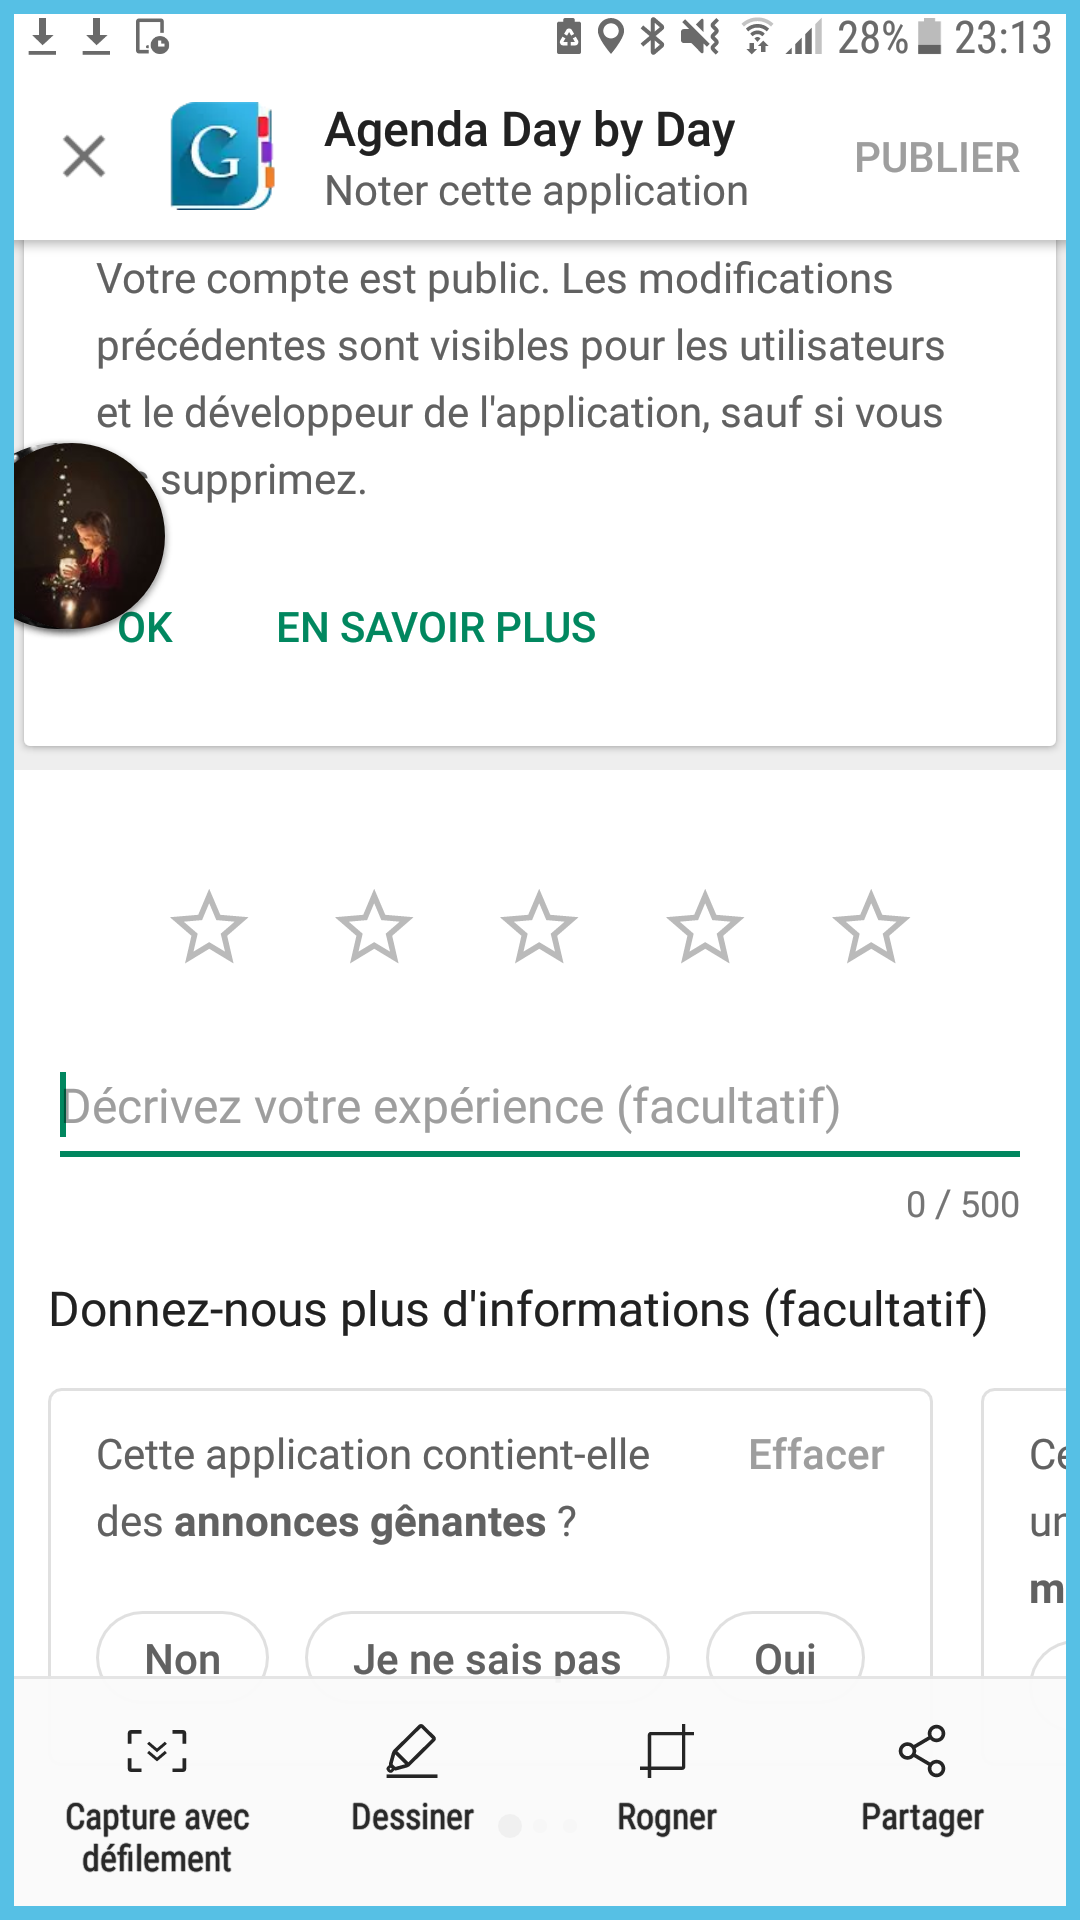 28% 23:13
Agenda Day by Day
Noter cette application
PUBLIER
Votre compte est public. Les modifications
précédentes sont visibles pour les utilisateurs
et le développeur de l'application, sauf si vous
supprimez.
OK EN SAVOIR PLUS
Décrivez votre expérience (facultatif)
0 / 500
Donnez-nous plus d'informations (facultatif)
Cette application contient-elle
des annonces gênantes ?
Effacer
Non Je ne sais pas Oui
Capture avec
défilement
Dessiner
Rogner
Partager